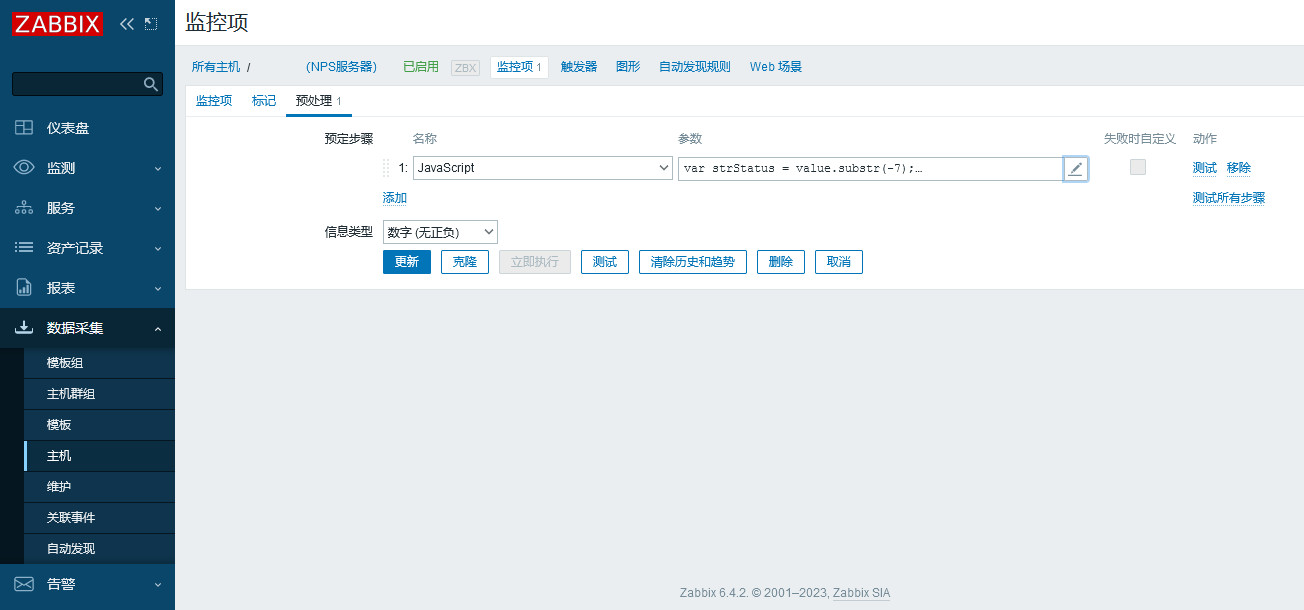 ZABBIX
监控项
所有主机 / (NPS服务器) 已启用 ZBX 监控项 1 触发器 图形 自动发现规则 Web 场景
监控项 标记 预处理 1
预定步骤 名称 参数 失败时自定义 动作
1: JavaScript var strStatus = value.substr(-7);… 测试 移除
添加 测试所有步骤
信息类型 数字 (无正负)
更新 克隆 立即执行 测试 清除历史和趋势 删除 取消
仪表盘
监测
服务
资产记录
报表
数据采集
模板组
主机群组
模板
主机
维护
关联事件
自动发现
告警
Zabbix 6.4.2. © 2001–2023, Zabbix SIA